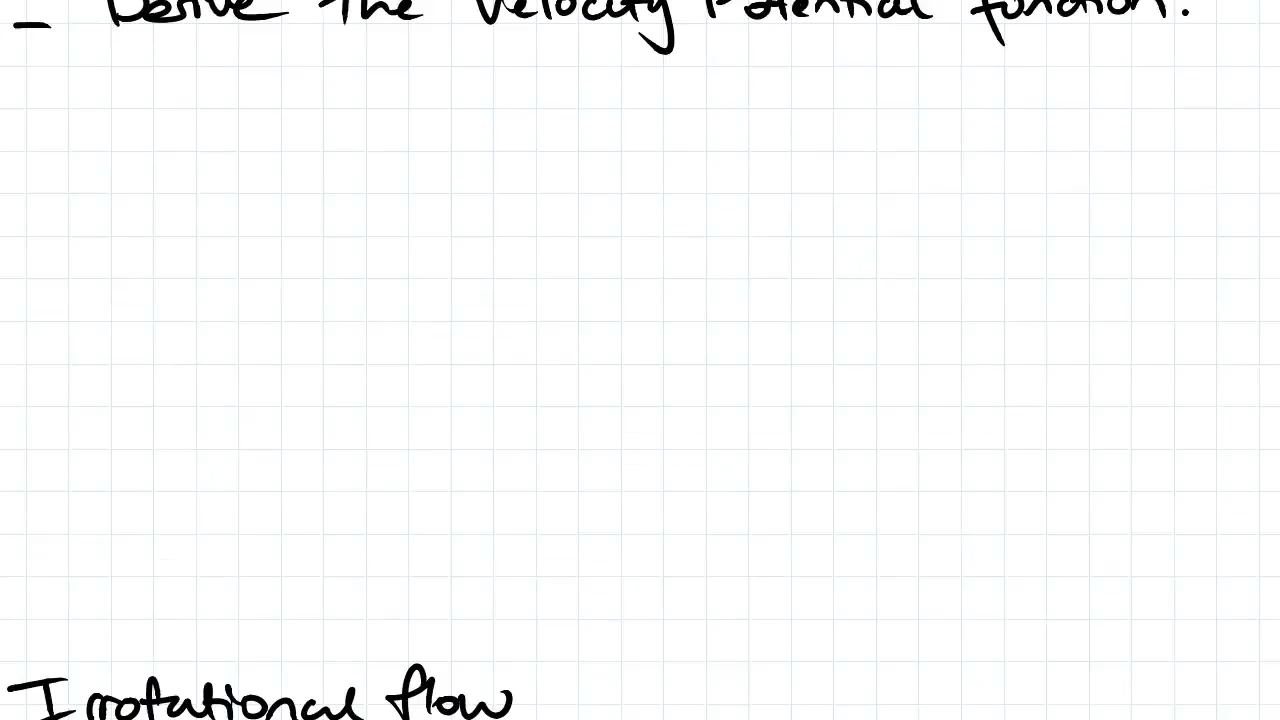 - Derive the Velocity Potential function.
Irrotational flow